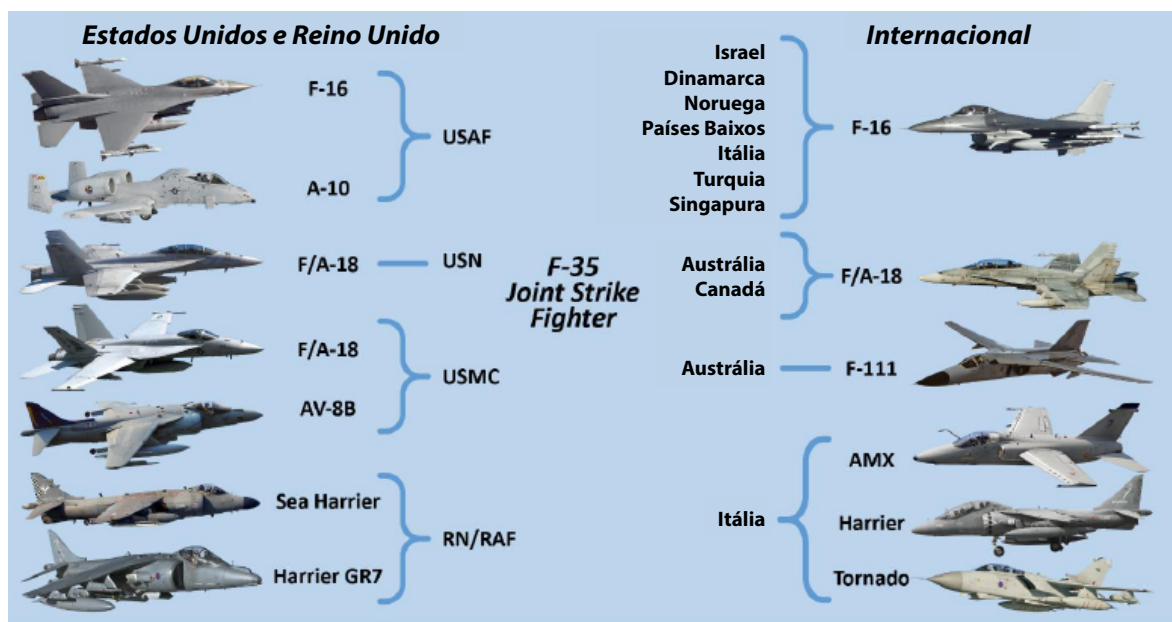 Estados Unidos e Reino Unido
F-16
A-10
USAF
F/A-18
USN
F/A-18
AV-8B
USMC
Sea Harrier
Harrier GR7
RN/RAF
F-35
Joint Strike
Fighter
Internacional
Israel
Dinamarca
Noruega
Países Baixos
Itália
Turquia
Singapura
F-16
Austrália
Canadá
F/A-18
Austrália
F-111
Itália
AMX
Harrier
Tornado